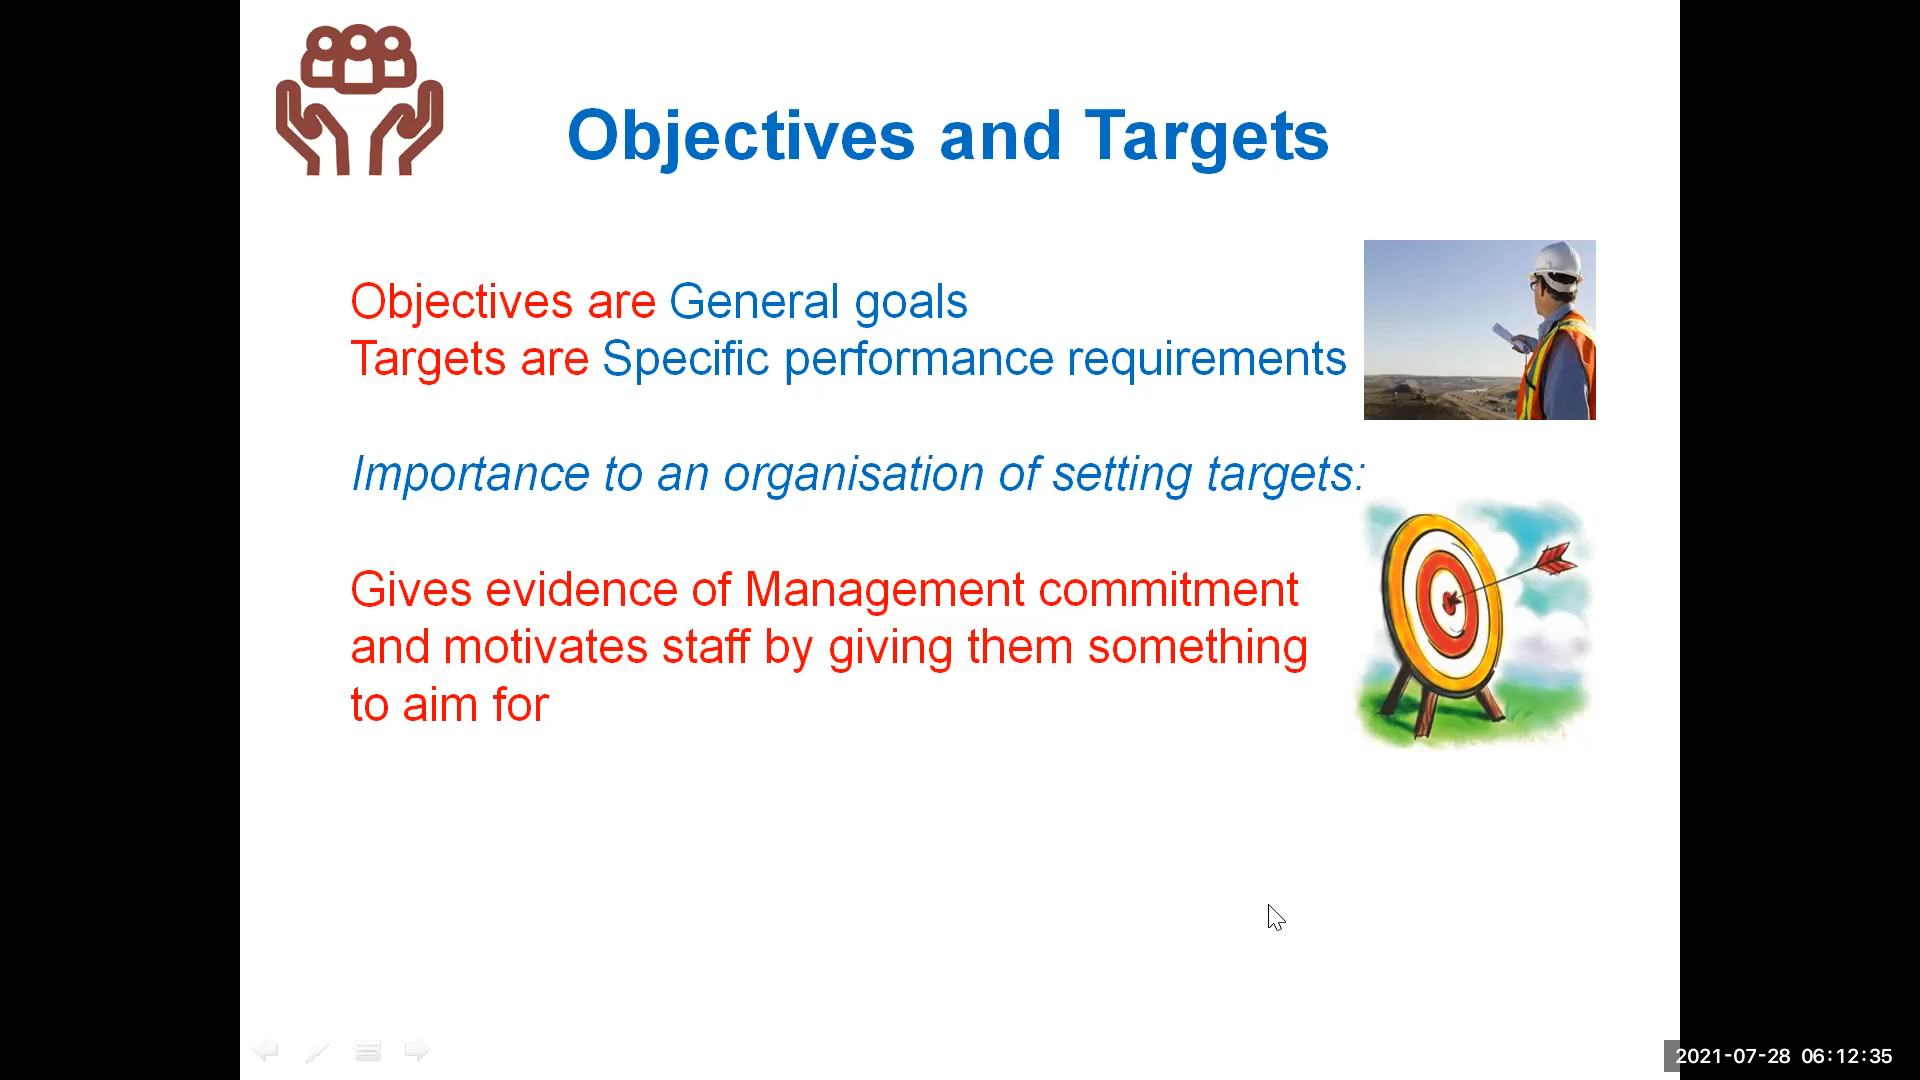 Objectives and Targets
Objectives are General goals
Targets are Specific performance requirements
Importance to an organisation of setting targets:
Gives evidence of Management commitment
and motivates staff by giving them something
to aim for
2021-07-28 06:12:35